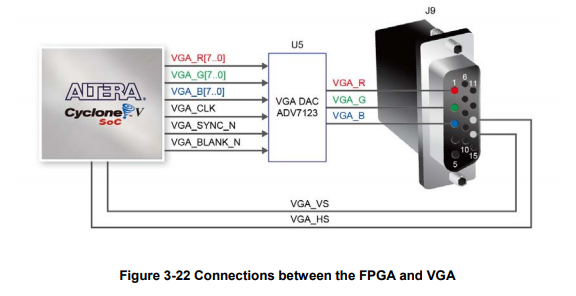 J9
U5
VGA_R[7..0]
VGA_G[7..0]
VGA_B[7..0]
VGA_CLK
VGA_SYNC_N
VGA_BLANK_N
ALTERA®
Cyclone V
SoC
VGA DAC
ADV7123
VGA_R
VGA_G
VGA_B
1
6
11
5
10
15
VGA_VS
VGA_HS
Figure 3-22 Connections between the FPGA and VGA